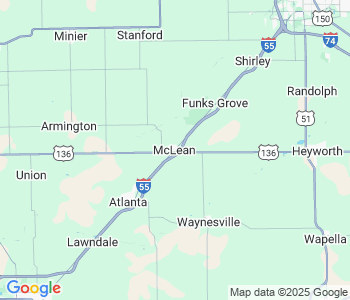 150
Stanford
Minier
55
74
Shirley
Randolph
Funks Grove
51
Armington
McLean
136
136
Heyworth
Union
55
Atlanta
Waynesville
Wapella
Lawndale
Google
Map data ©2025 Google